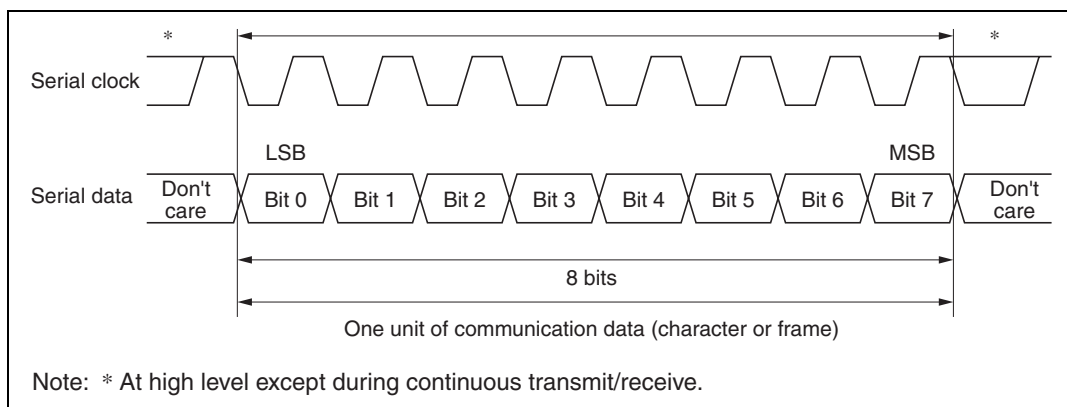 * *
Serial clock
LSB MSB
Serial data Don't care Bit 0 Bit 1 Bit 2 Bit 3 Bit 4 Bit 5 Bit 6 Bit 7 Don't care
8 bits
One unit of communication data (character or frame)
Note: * At high level except during continuous transmit/receive.